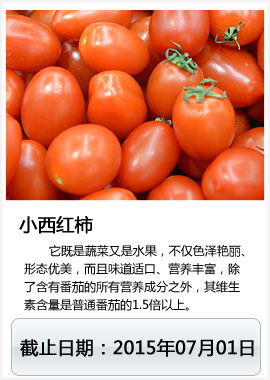 小西红柿
它既是蔬菜又是水果，不仅色泽艳丽、
形态优美，而且味道适口、营养丰富，除
了含有番茄的所有营养成分之外，其维生
素含量是普通番茄的1.5倍以上。
截止日期：2015年07月01日